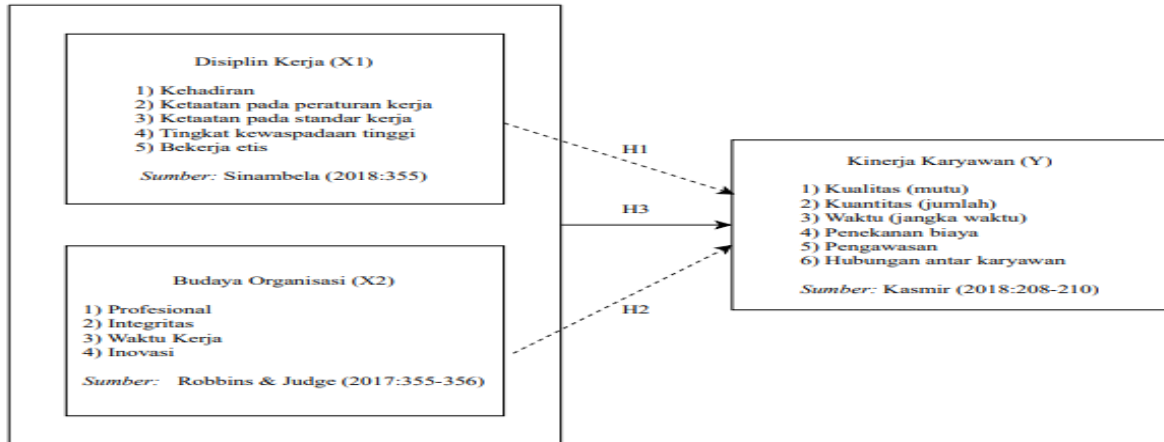 Disiplin Kerja (X1)
1) Kehadiran
2) Ketaatan pada peraturan kerja
3) Ketaatan pada standar kerja
4) Tingkat kewaspadaan tinggi
5) Bekerja etis
Sumber: Sinambela (2018:355)
H1
H3
H2
Kinerja Karyawan (Y)
1) Kualitas (mutu)
2) Kuantitas (jumlah)
3) Waktu (jangka waktu)
4) Penekanan biaya
5) Pengawasan
6) Hubungan antar karyawan
Sumber: Kasmir (2018:208-210)
Budaya Organisasi (X2)
1) Profesional
2) Integritas
3) Waktu Kerja
4) Inovasi
Sumber: Robbins & Judge (2017:355-356)